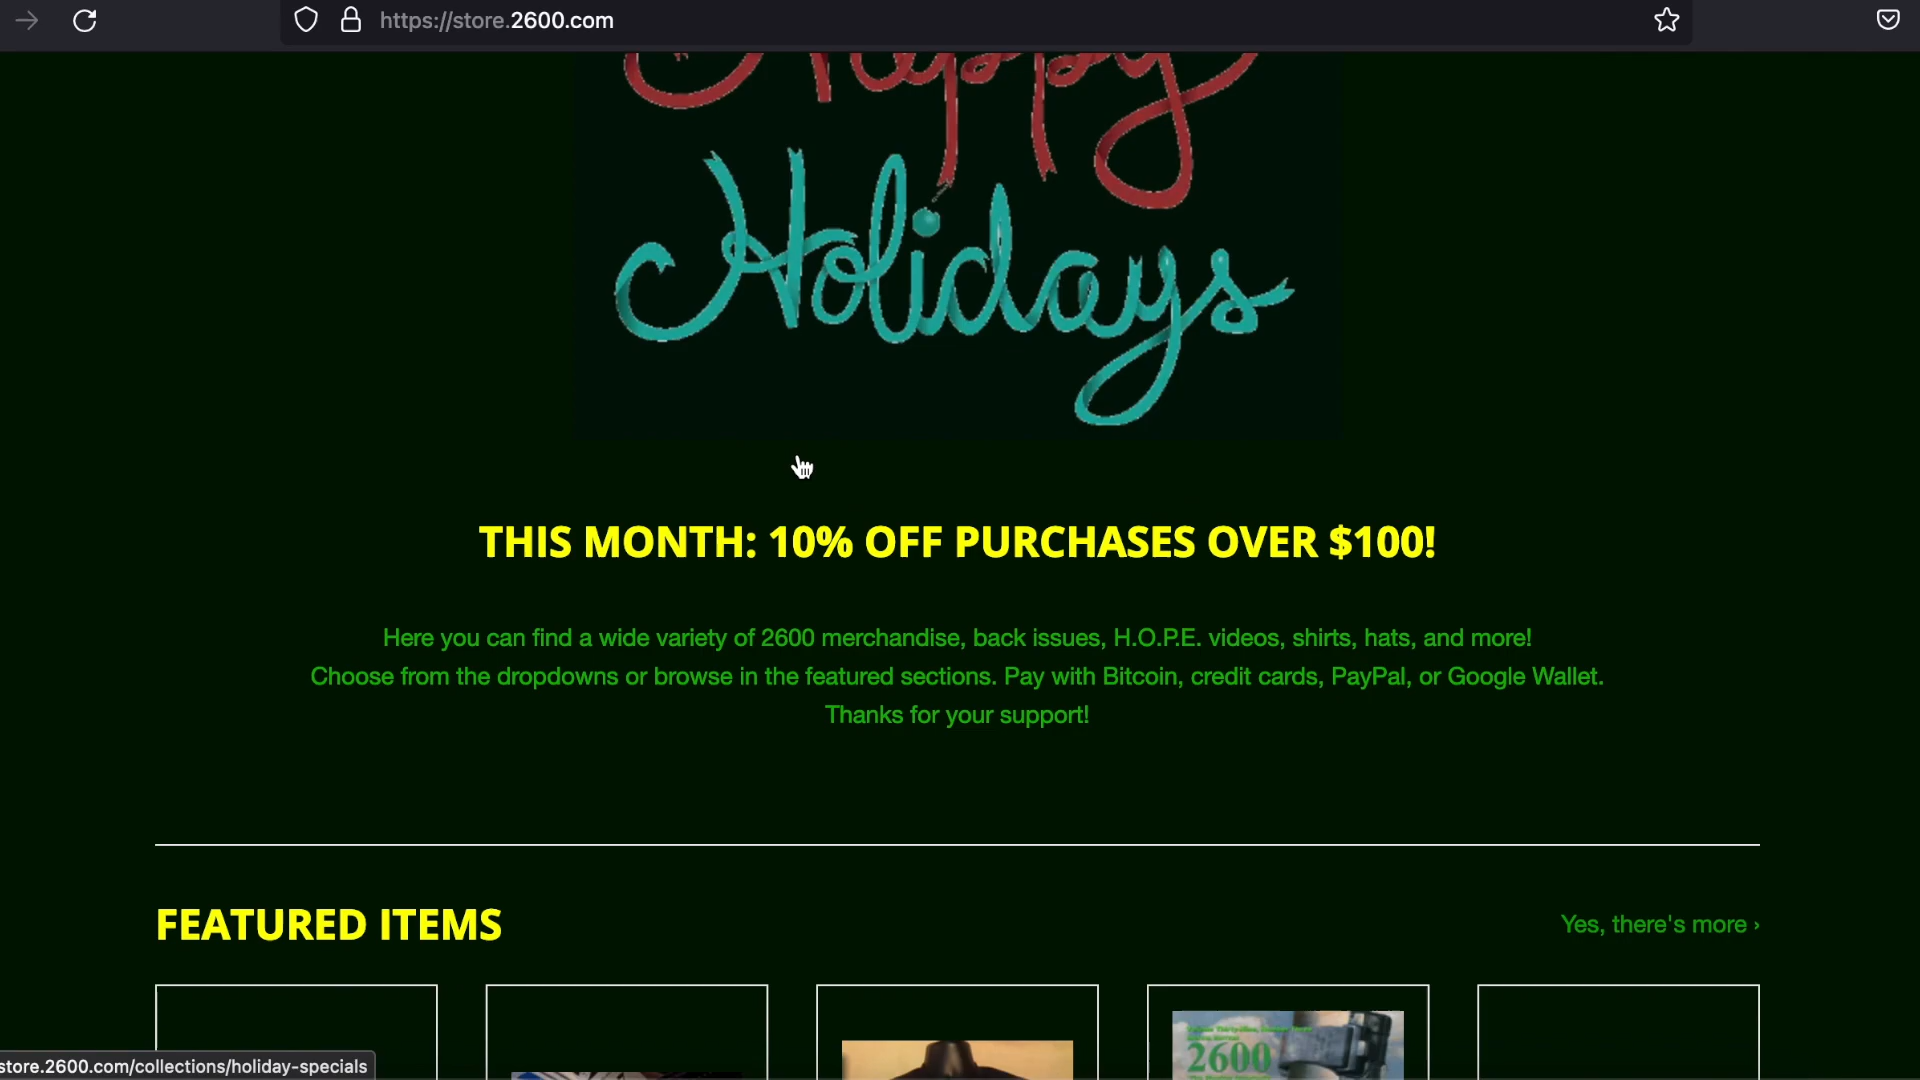 https://store.2600.com
Happy
Holidays
THIS MONTH: 10% OFF PURCHASES OVER $100!
Here you can find a wide variety of 2600 merchandise, back issues, H.O.P.E. videos, shirts, hats, and more!
Choose from the dropdowns or browse in the featured sections. Pay with Bitcoin, credit cards, PayPal, or Google Wallet.
Thanks for your support!
FEATURED ITEMS
Yes, there's more ›
2600
store.2600.com/collections/holiday-specials